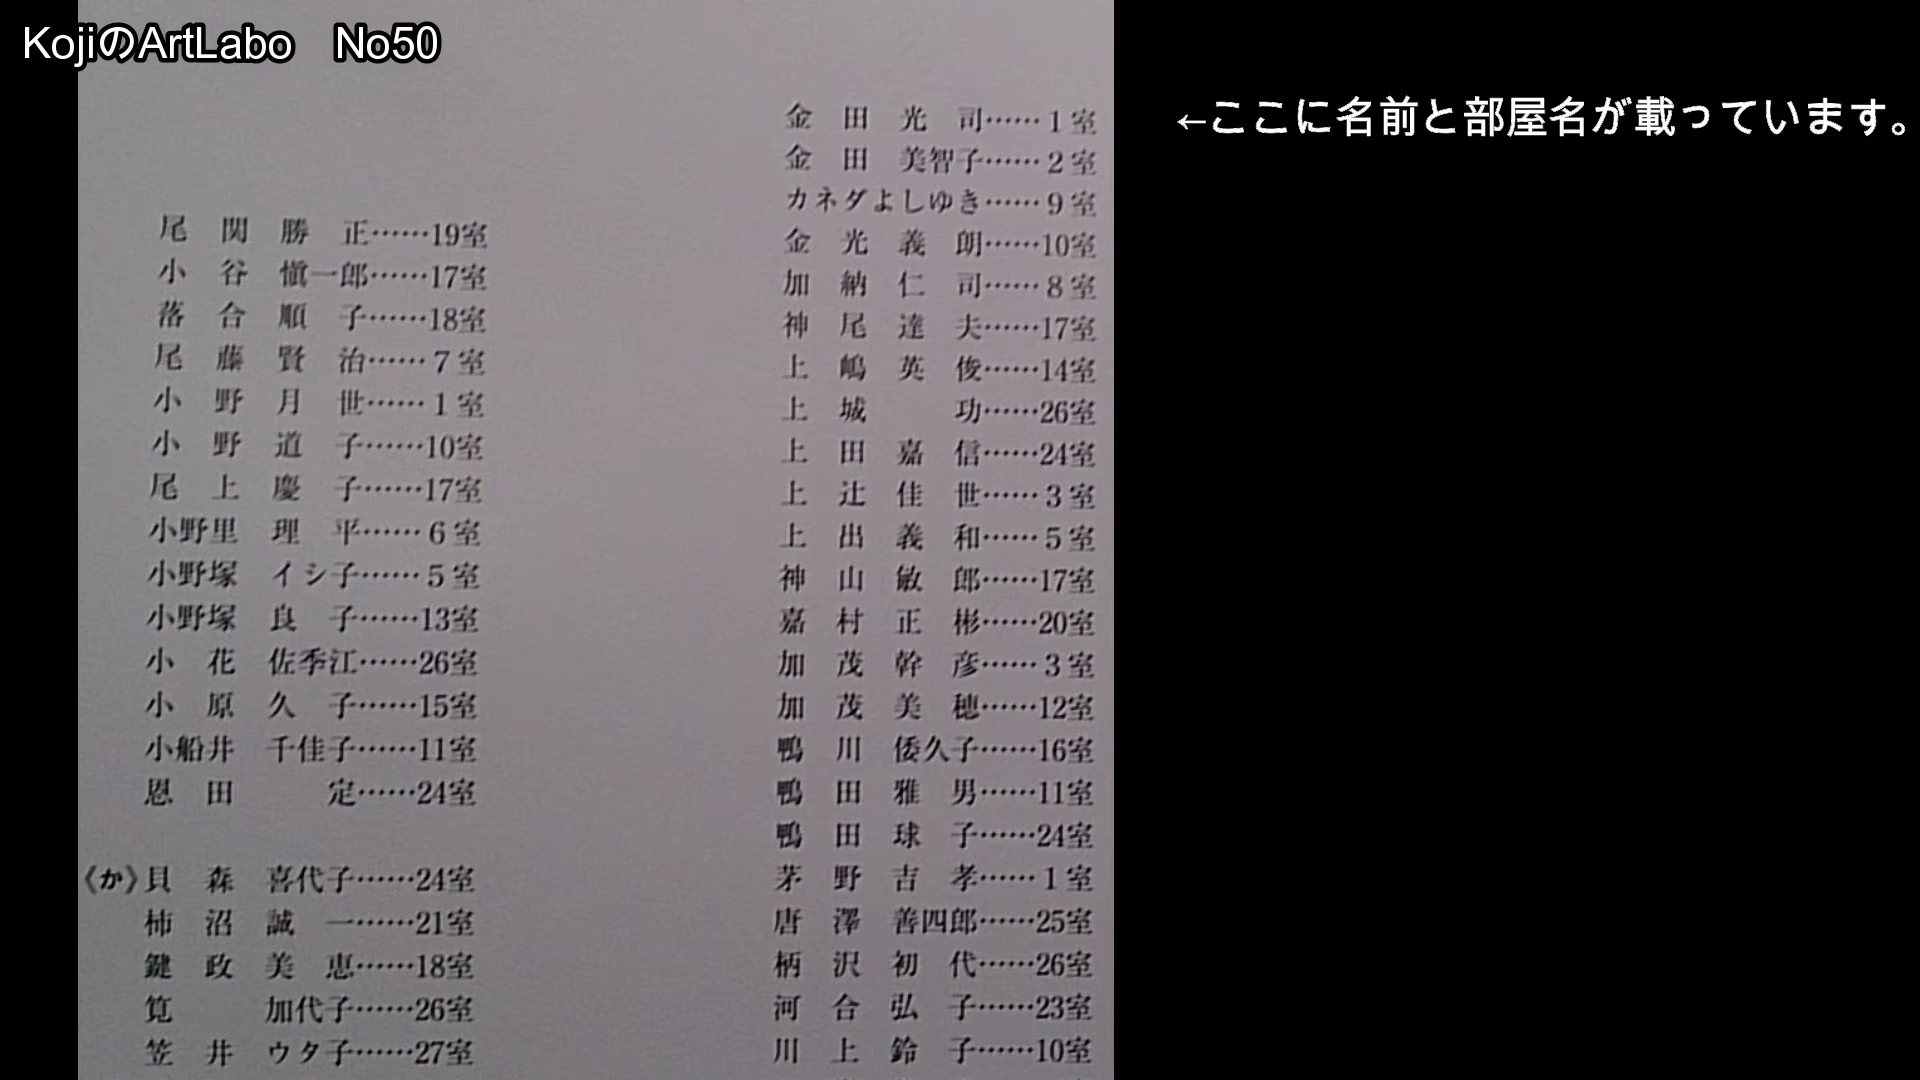 KojiのArtLabo　No50
←ここに名前と部屋名が載っています。
尾関勝正……19室
小谷愼一郎……17室
落合順子……18室
尾藤賢治……7室
小野月世……1室
小野道子……10室
尾上慶子……17室
小野里理平……6室
小野塚イシ子……5室
小野塚良子……13室
小花佐季江……26室
小原久子……15室
小船井千佳子……11室
恩田定……24室
《か》貝森喜代子……24室
柿沼誠一……21室
鍵政美恵……18室
筧加代子……26室
笠井ウタ子……27室
金田光司……1室
金田美智子……2室
カネダよしゆき……9室
金光義朗……10室
加納仁司……8室
神尾達夫……17室
上嶋英俊……14室
上城功……26室
上田嘉信……24室
上辻佳世……3室
上出義和……5室
神山敏郎……17室
嘉村正彬……20室
加茂幹彦……3室
加茂美穂……12室
鴨川倭久子……16室
鴨田雅男……11室
鴨田球子……24室
茅野吉孝……1室
唐澤善四郎……25室
柄沢初代……26室
河合弘子……23室
川上鈴子……10室